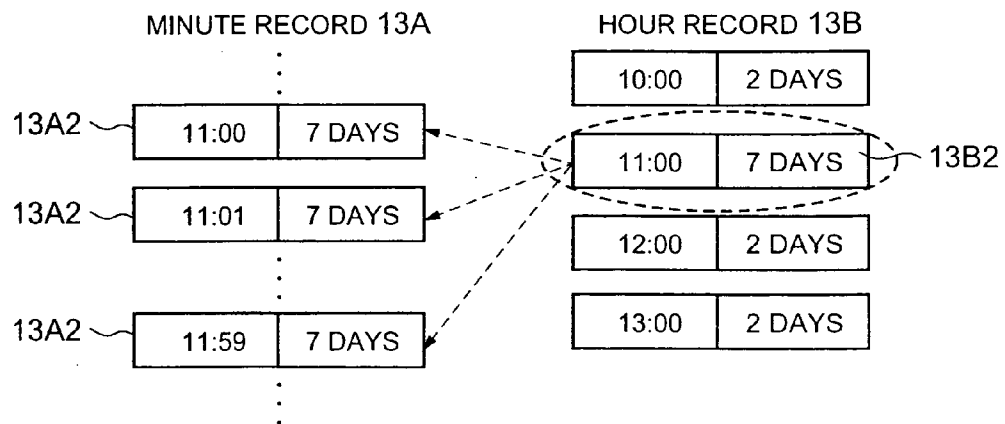 MINUTE RECORD 13A
13A2
11:00 7 DAYS
13A2
11:01 7 DAYS
13A2
11:59 7 DAYS
HOUR RECORD 13B
10:00 2 DAYS
11:00 7 DAYS
13B2
12:00 2 DAYS
13:00 2 DAYS